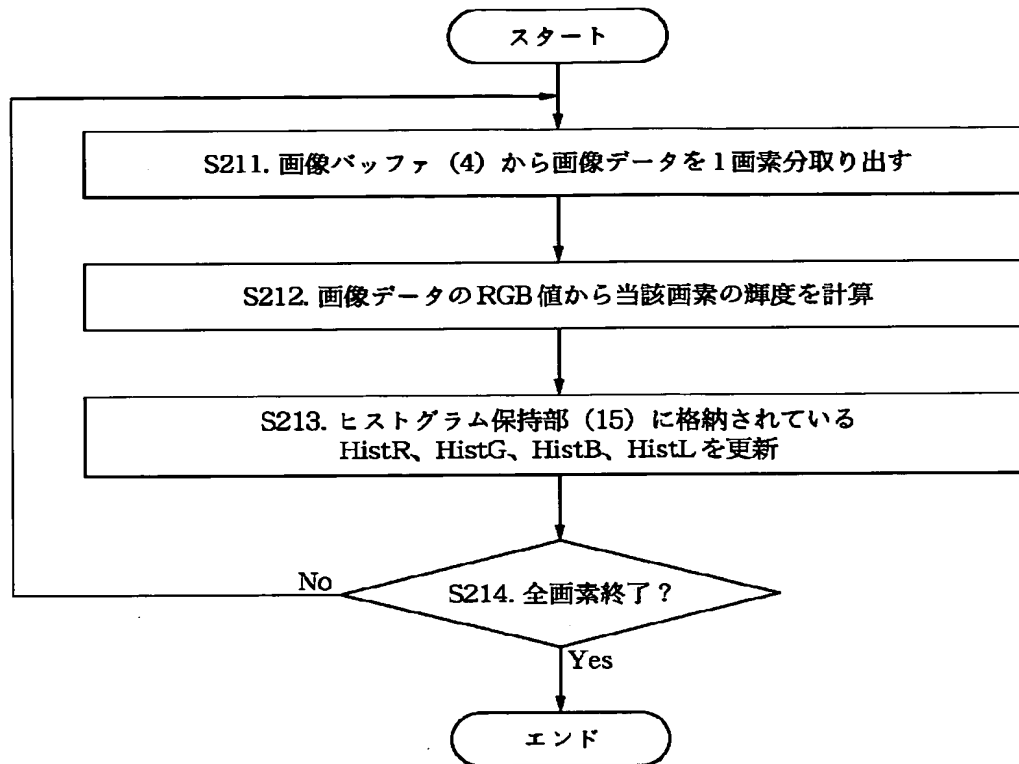 スタート
S211. 画像バッファ（4）から画像データを1画素分取り出す
S212. 画像データのRGB値から当該画素の輝度を計算
S213. ヒストグラム保持部（15）に格納されている
HistR、HistG、HistB、HistLを更新
S214. 全画素終了？
No
Yes
エンド